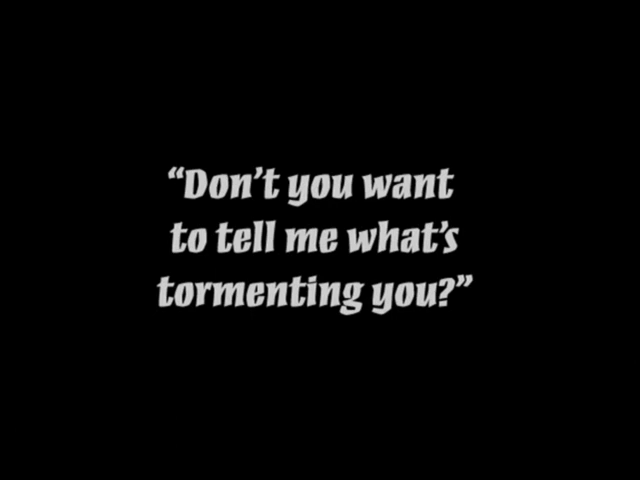 “Don’t you want
to tell me what’s
tormenting you?”